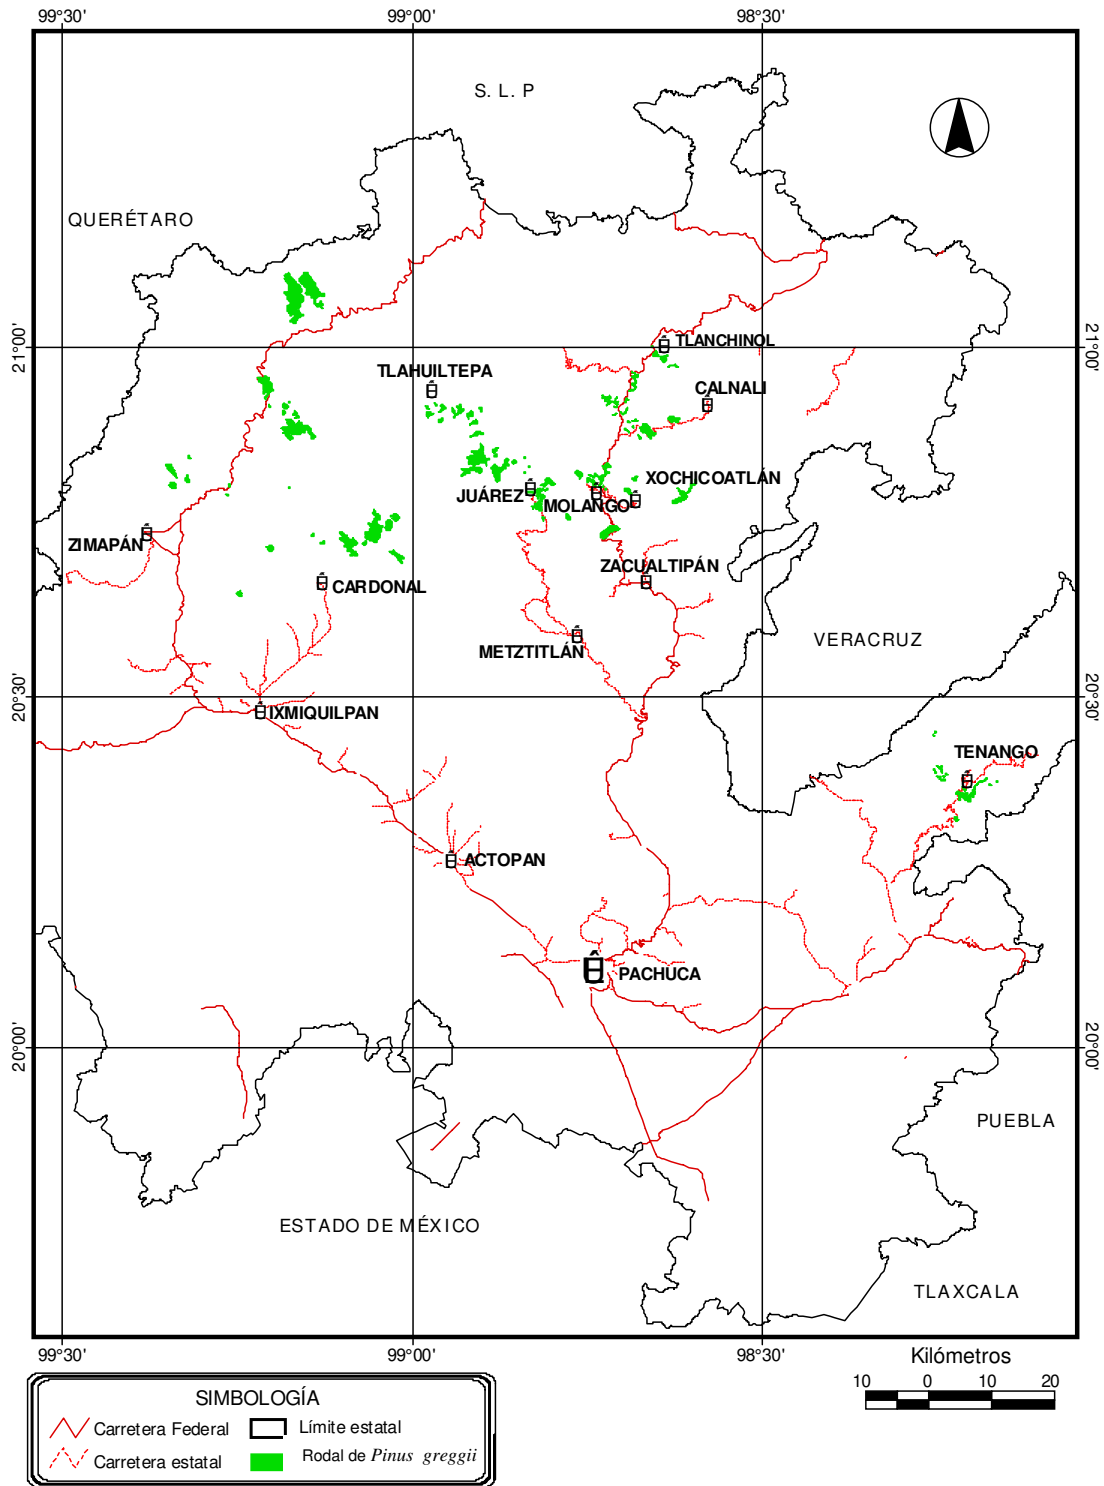 99°30' 99°00' 98°30'
S. L. P
QUERÉTARO
21°00' 21°00'
TLANCHINOL
TLAHUILTEPA
CALNALI
XOCHICOATLÁN
JUÁREZ
MOLANGO
ZIMAPÁN
ZACUALTIPÁN
CARDONAL
VERACRUZ
METZTITLÁN
20°30' 20°30'
IXMIQUILPAN
TENANGO
ACTOPAN
PACHUCA
20°00' 20°00'
PUEBLA
ESTADO DE MÉXICO
TLAXCALA
99°30' 99°00' 98°30'
Kilómetros
10 0 10 20
SIMBOLOGÍA
Carretera Federal
Límite estatal
Carretera estatal
Rodal de Pinus greggii